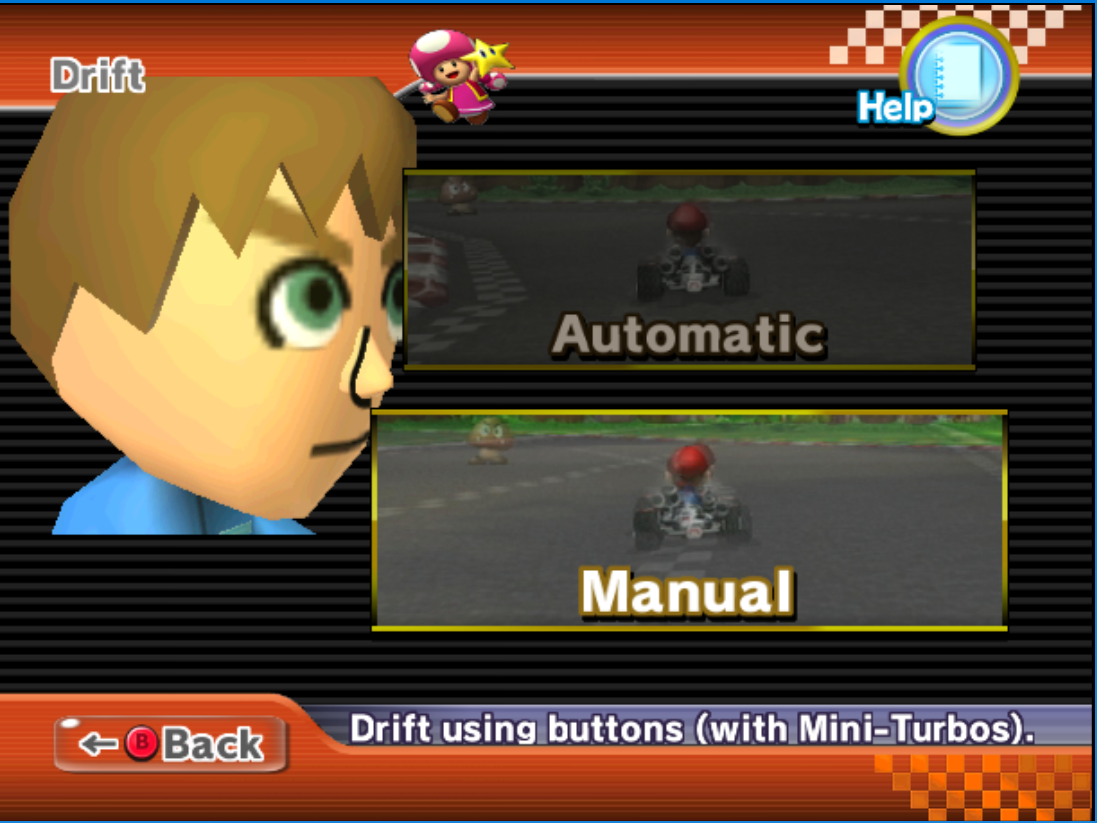 Drift
Help
Automatic
Manual
Drift using buttons (with Mini-Turbos).
← B Back